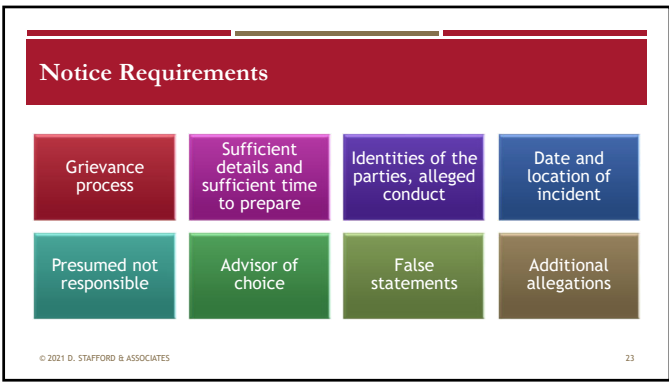 Notice Requirements
Grievance
process
Sufficient
details and
sufficient time
to prepare
Identities of the
parties, alleged
conduct
Date and
location of
incident
Presumed not
responsible
Advisor of
choice
False
statements
Additional
allegations
© 2021 D. STAFFORD & ASSOCIATES
23